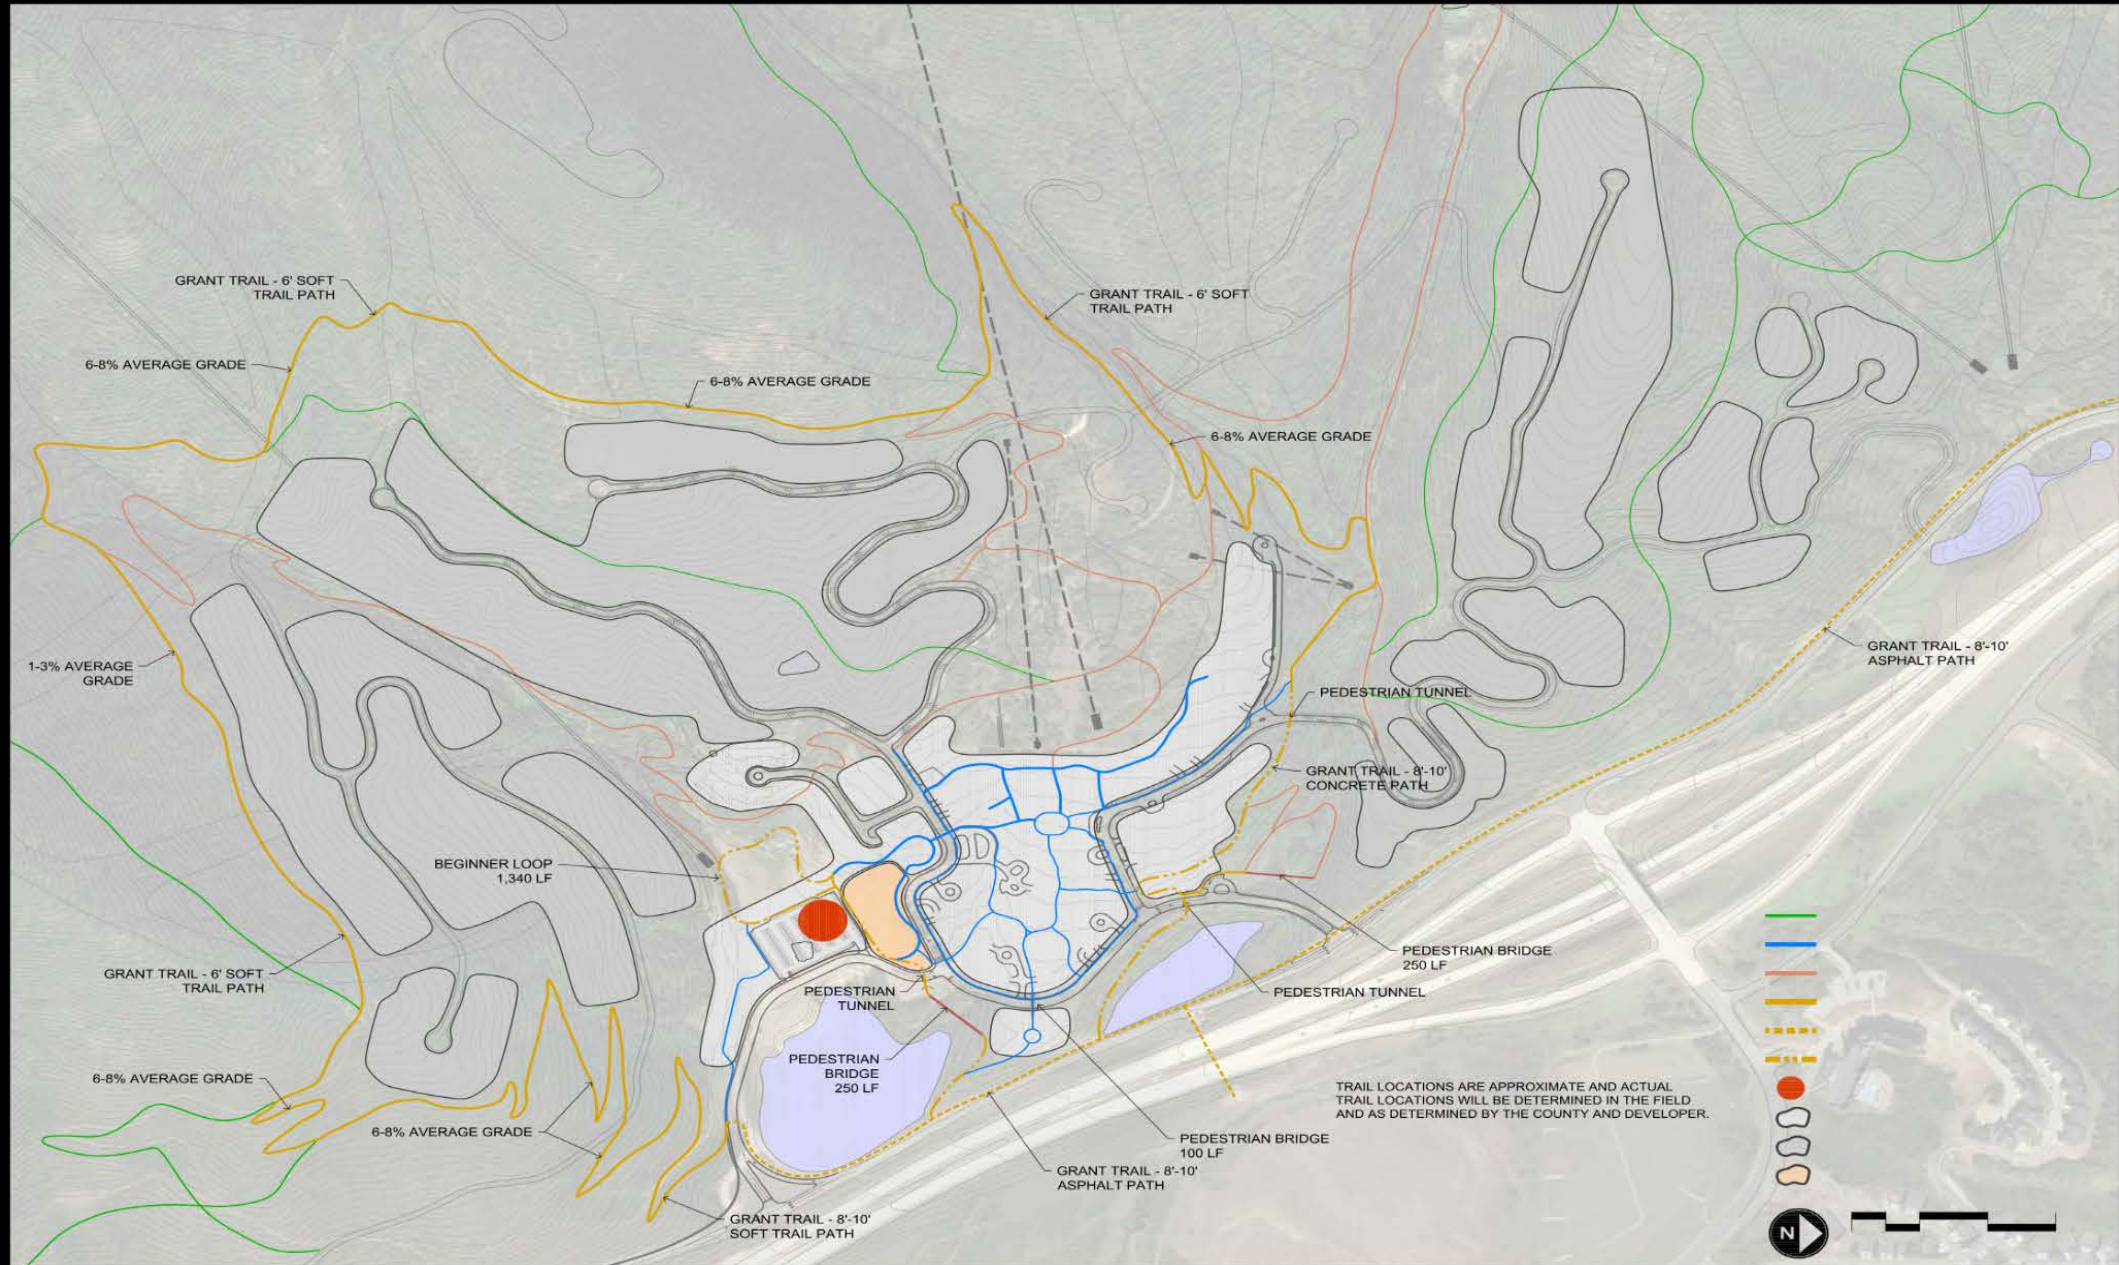 GRANT TRAIL - 6' SOFT
TRAIL PATH
GRANT TRAIL - 6' SOFT
TRAIL PATH
6-8% AVERAGE GRADE
6-8% AVERAGE GRADE
6-8% AVERAGE GRADE
1-3% AVERAGE
GRADE
GRANT TRAIL - 8'-10'
ASPHALT PATH
PEDESTRIAN TUNNEL
GRANT TRAIL - 8'-10'
CONCRETE PATH
BEGINNER LOOP
1,340 LF
PEDESTRIAN BRIDGE
250 LF
GRANT TRAIL - 6' SOFT
TRAIL PATH
PEDESTRIAN
TUNNEL
PEDESTRIAN TUNNEL
PEDESTRIAN
BRIDGE
250 LF
6-8% AVERAGE GRADE
TRAIL LOCATIONS ARE APPROXIMATE AND ACTUAL
TRAIL LOCATIONS WILL BE DETERMINED IN THE FIELD
AND AS DETERMINED BY THE COUNTY AND DEVELOPER.
6-8% AVERAGE GRADE
PEDESTRIAN BRIDGE
100 LF
GRANT TRAIL - 8'-10'
ASPHALT PATH
GRANT TRAIL - 8'-10'
SOFT TRAIL PATH
N